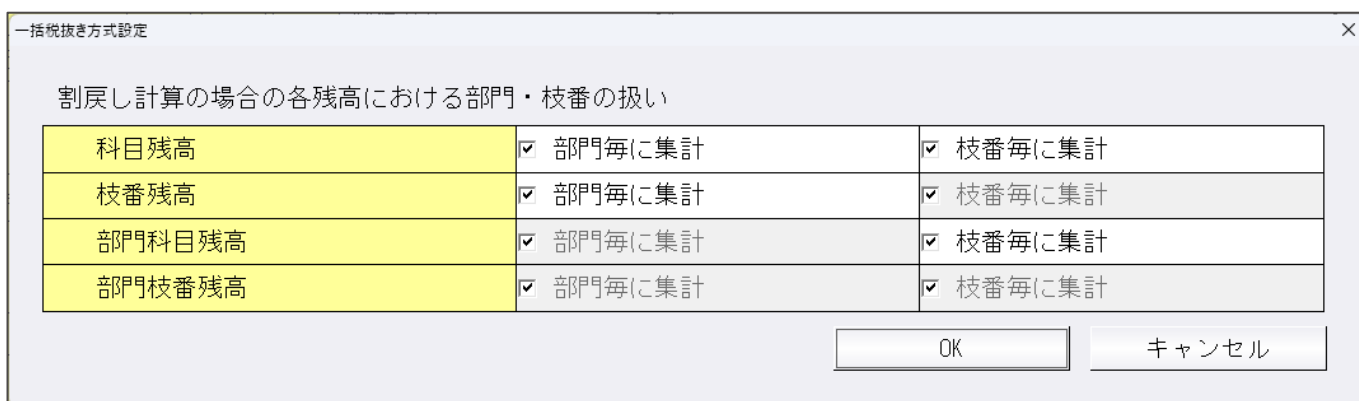 一括税抜き方式設定
割戻し計算の場合の各残高における部門・枝番の扱い
科目残高 部門毎に集計 枝番毎に集計
枝番残高 部門毎に集計 枝番毎に集計
部門科目残高 部門毎に集計 枝番毎に集計
部門枝番残高 部門毎に集計 枝番毎に集計
OK キャンセル